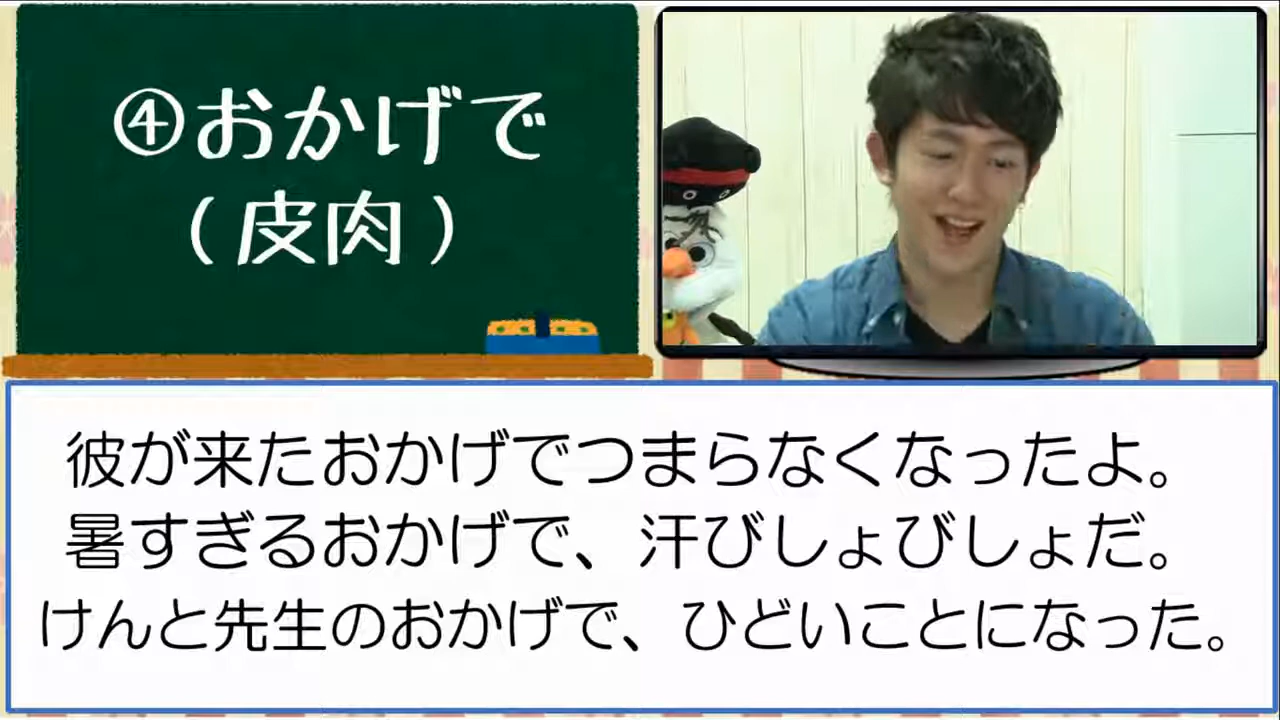 ④おかげで
（皮肉）
彼が来たおかげでつまらなくなったよ。
暑すぎるおかげで、汗びしょびしょだ。
けんと先生のおかげで、ひどいことになった。